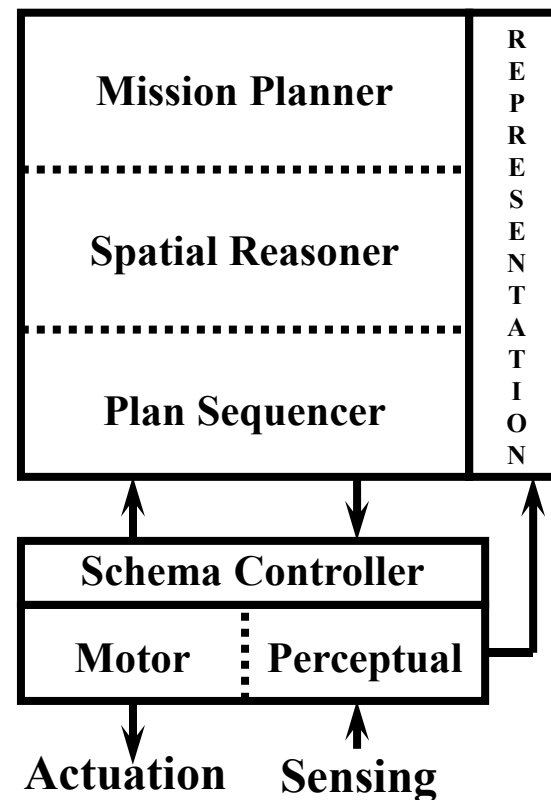 Mission Planner
Spatial Reasoner
Plan Sequencer
REPRESENTATION
Schema Controller
Motor
Perceptual
Actuation
Sensing